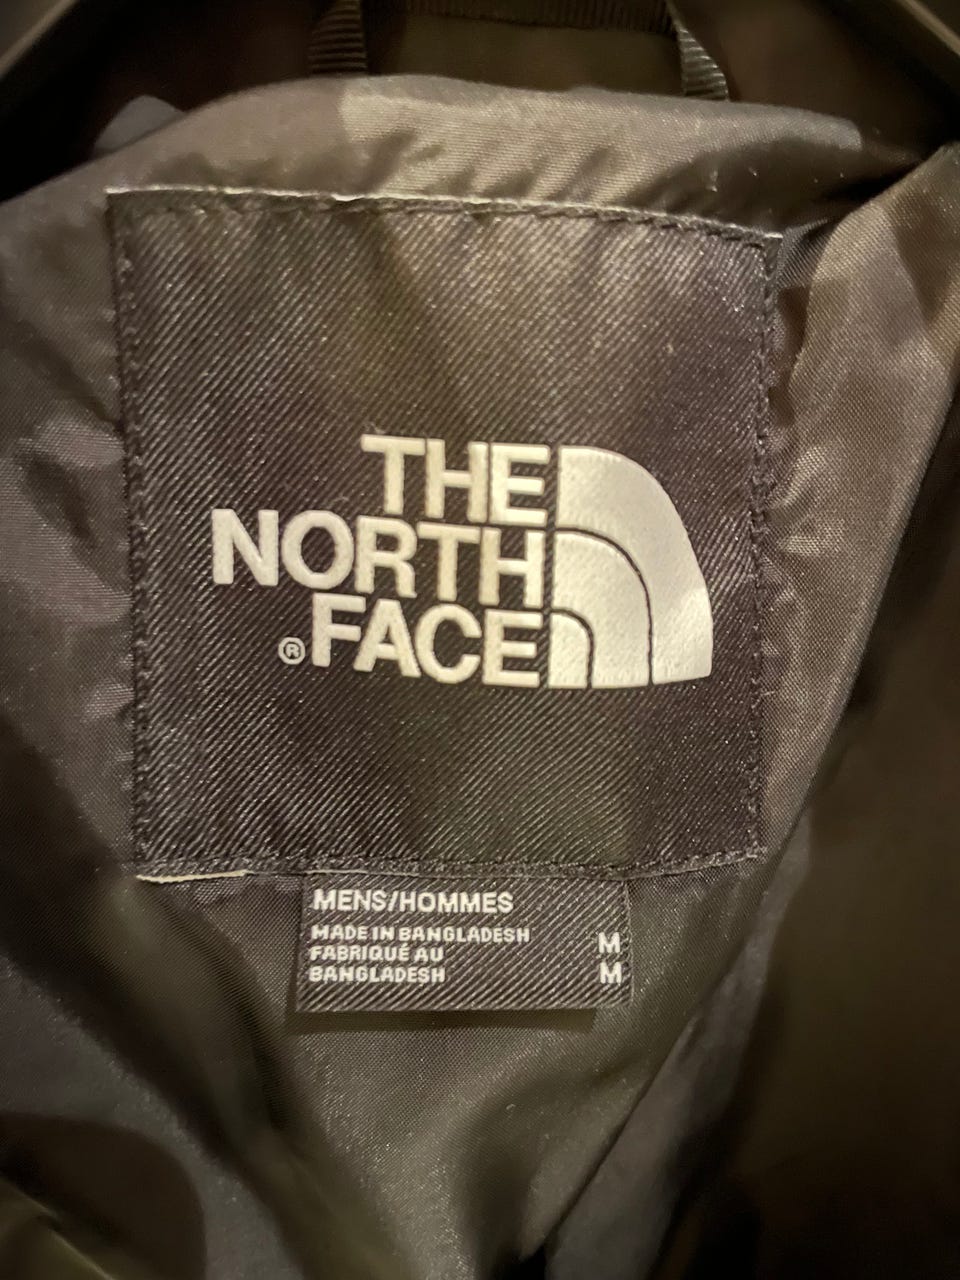 THE
NORTH
®FACE
MENS/HOMMES
MADE IN BANGLADESH M
FABRIQUÉ AU
BANGLADESH M